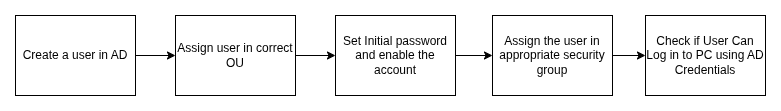 Create a user in AD
Assign user in correct
OU
Set Initial password
and enable the
account
Assign the user in
appropriate security
group
Check if User Can
Log in to PC using AD
Credentials